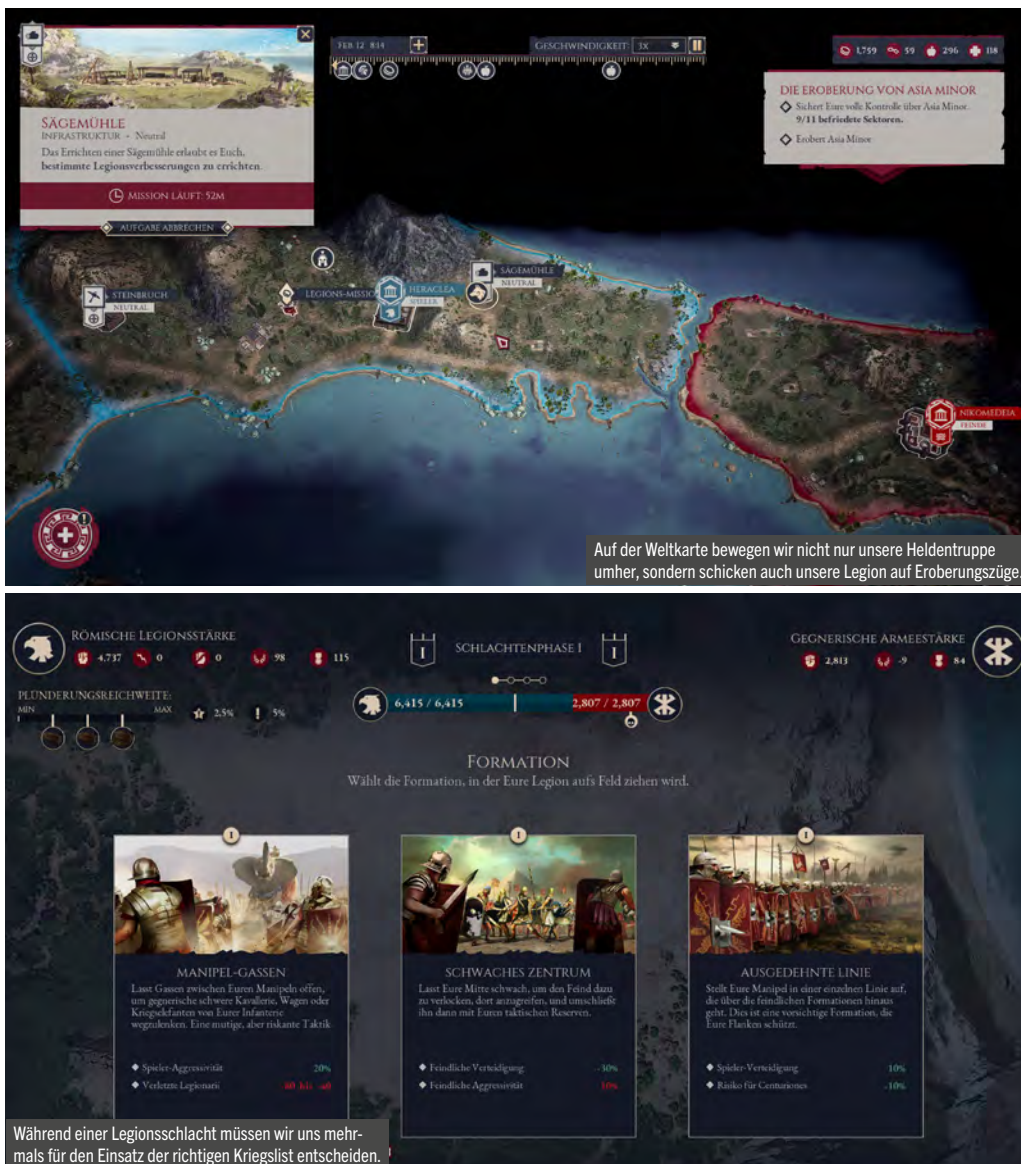 SÄGEMÜHLE
INFRASTRUKTUR • Neutral
Das Errichten einer Sägemühle erlaubt es Euch,
bestimmte Legionsverbesserungen zu errichten.
MISSION LÄUFT: 52M
AUFGABE ABBRECHEN
FEB 12 814
GESCHWINDIGKEIT 3X
1,759 59 296 118
DIE EROBERUNG VON ASIA MINOR
Sichert Eure volle Kontrolle über Asia Minor.
9/11 befriedete Sektoren.
Erobert Asia Minor
STEINBRUCH
NEUTRAL
LEGIONS-MISSIO
HERACLEA
SPIELER
SÄGEMÜHLE
NEUTRAL
NIKOMEDEIA
FEINDE
Auf der Weltkarte bewegen wir nicht nur unsere Heldentruppe
umher, sondern schicken auch unsere Legion auf Eroberungszüge.
RÖMISCHE LEGIONSSTÄRKE
4,737 0 0 98 115
PLÜNDERUNGSREICHWEITE:
MIN MAX
2,5% 5%
I SCHLACHTENPHASE I I
6,415 / 6,415 2,807 / 2,807
GEGNERISCHE ARMEESTÄRKE
2,813 -9 84
FORMATION
Wählt die Formation, in der Eure Legion aufs Feld ziehen wird.
I
MANIPEL-GASSEN
Lasst Gassen zwischen Euren Manipeln offen,
um gegnerische schwere Kavallerie, Wagen oder
Kriegselefanten von Eurer Infanterie
wegzulenken. Eine mutige, aber riskante Taktik
Spieler-Aggressivität 20%
Verletzte Legionarii
I
SCHWACHES ZENTRUM
Lasst Eure Mitte schwach, um den Feind dazu
zu verlocken, dort anzugreifen, und umschließt
ihn dann mit Euren taktischen Reserven.
Feindliche Verteidigung -30%
Feindliche Aggressivität
I
AUSGEDEHNTE LINIE
Stellt Eure Manipel in einer einzelnen Linie auf,
die über die feindlichen Formationen hinaus
geht. Dies ist eine vorsichtige Formation, die
Eure Flanken schützt.
Spieler-Verteidigung 10%
Risiko für Centuriones -10%
Während einer Legionsschlacht müssen wir uns mehr-
mals für den Einsatz der richtigen Kriegslist entscheiden.